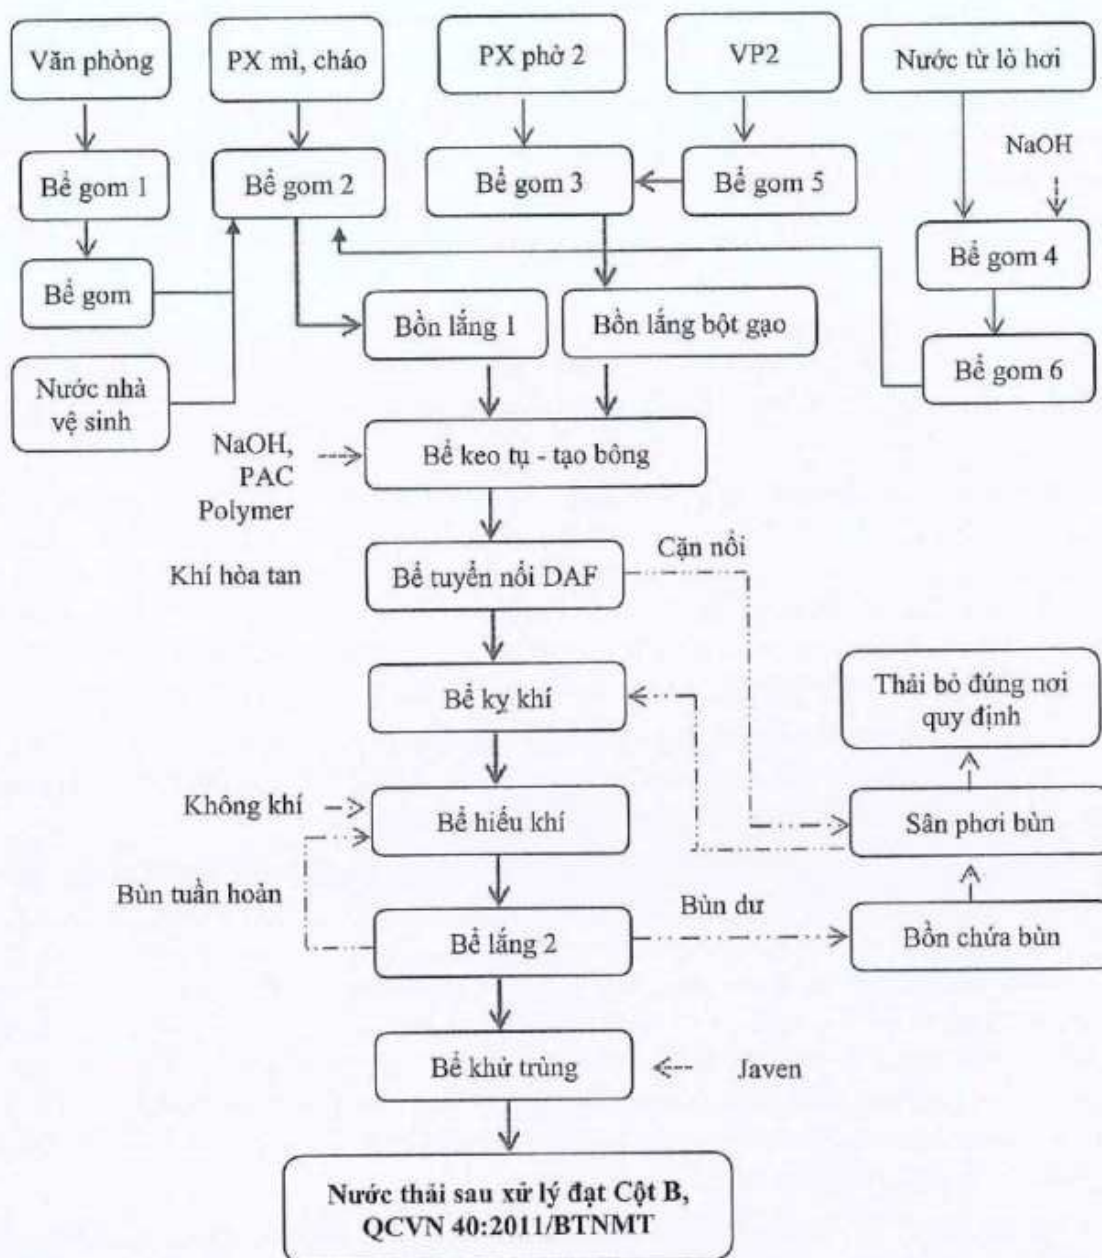 Văn phòng
PX mì, cháo
PX phở 2
VP2
Nước từ lò hơi
NaOH
Bể gom 1
Bể gom 2
Bể gom 3
Bể gom 5
Bể gom 4
Bể gom
Bồn lắng 1
Bồn lắng bột gạo
Bể gom 6
Nước nhà
vệ sinh
NaOH,
PAC
Polymer
Bể keo tụ - tạo bông
Cặn nổi
Khí hòa tan
Bể tuyển nổi DAF
Bể kỵ khí
Thải bỏ đúng nơi
quy định
Không khí
Bể hiếu khí
Sân phơi bùn
Bùn tuần hoàn
Bùn dư
Bể lắng 2
Bồn chứa bùn
Bể khử trùng
Javen
Nước thải sau xử lý đạt Cột B,
QCVN 40:2011/BTNMT